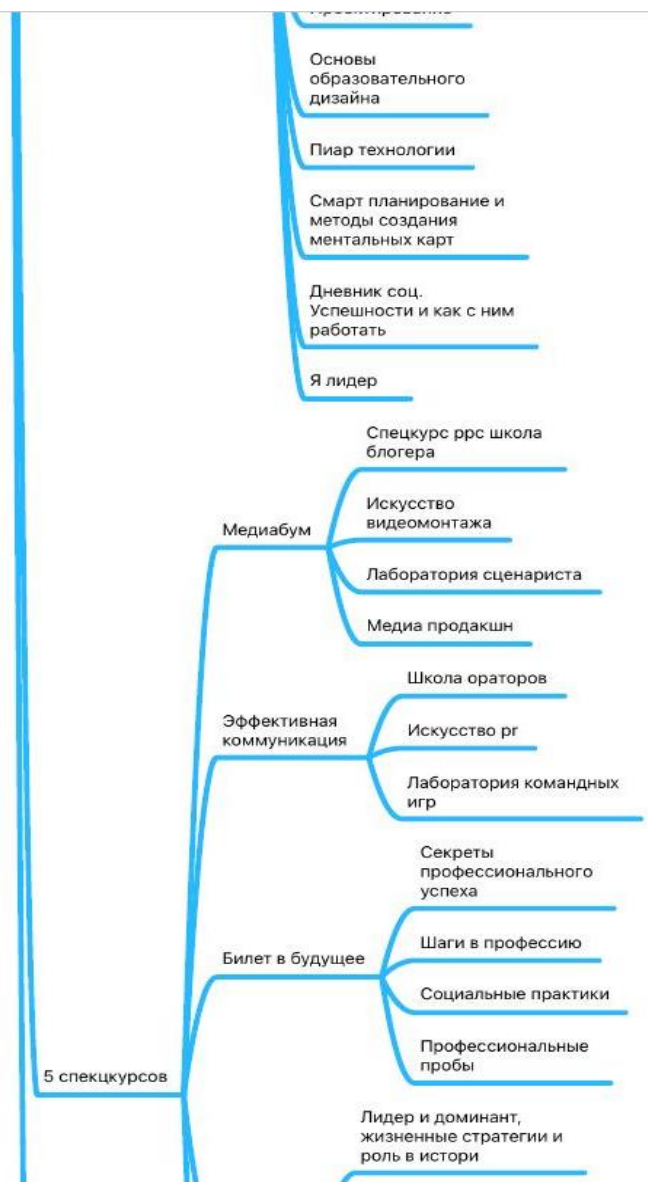 Основы
образовательного
дизайна
Пиар технологии
Смарт планирование и
методы создания
ментальных карт
Дневник соц.
Успешности и как с ним
работать
Я лидер
Спецкурс ррс школа
блогера
Медиабум
Искусство
видеомонтажа
Лаборатория сценариста
Медиа продакшн
Эффективная
коммуникация
Школа ораторов
Искусство pr
Лаборатория командных
игр
Билет в будущее
Секреты
профессионального
успеха
Шаги в профессию
Социальные практики
Профессиональные
пробы
5 спекцкурсов
Лидер и доминант,
жизненные стратегии и
роль в истори